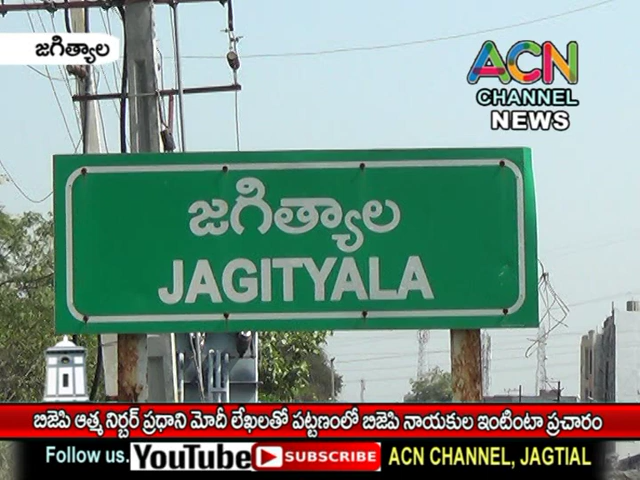 జగిత్యాల
ACN
CHANNEL
NEWS
జగిత్యాల
JAGITYALA
బిజెపి ఆత్మ నిర్బర్ ప్రధాని మోదీ లేఖలతో పట్టణంలో బిజెపి నాయకుల ఇంటింటా ప్రచారం
Follow us. YouTube SUBSCRIBE ACN CHANNEL, JAGTIAL